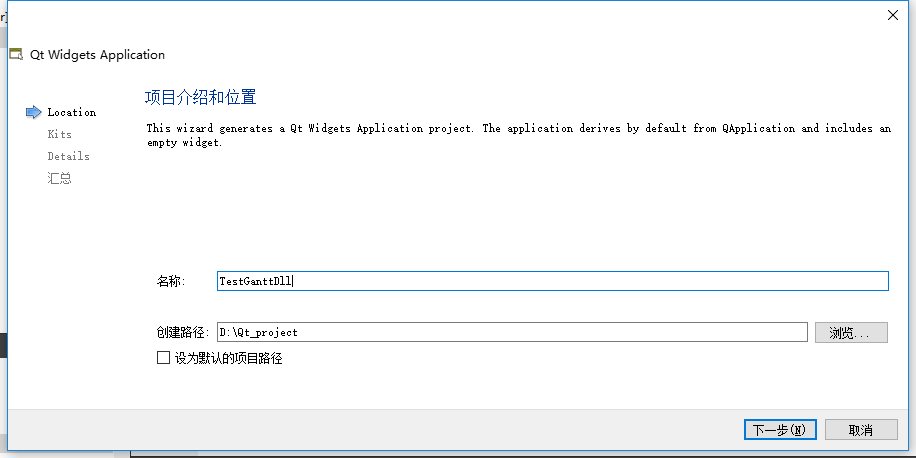 Qt Widgets Application
项目介绍和位置
Location
This wizard generates a Qt Widgets Application project. The application derives by default from QApplication and includes an
empty widget.
Kits
Details
汇总
名称: TestGanttDll
创建路径: D:\Qt_project 浏览...
设为默认的项目路径
下一步(N) 取消